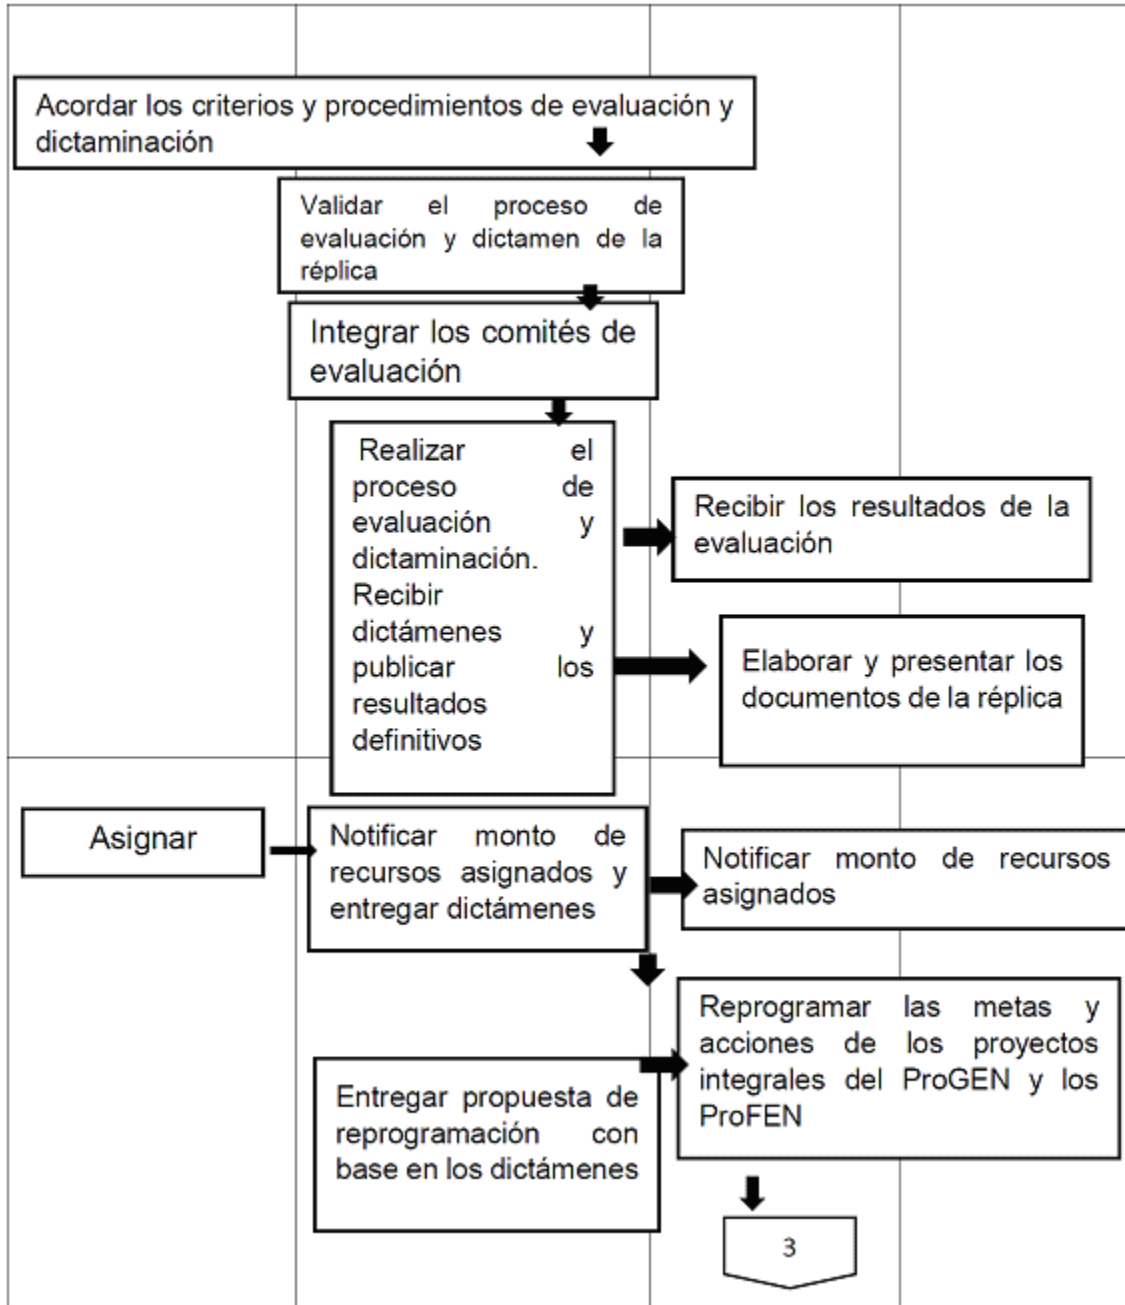 Acordar los criterios y procedimientos de evaluación y
dictaminación
Validar el proceso de
evaluación y dictamen de la
réplica
Integrar los comités de
evaluación
Realizar el
proceso de
evaluación y
dictaminación.
Recibir
dictámenes y
publicar los
resultados
definitivos
Recibir los resultados de la
evaluación
Elaborar y presentar los
documentos de la réplica
Asignar
Notificar monto de
recursos asignados y
entregar dictámenes
Notificar monto de recursos
asignados
Reprogramar las metas y
acciones de los proyectos
integrales del ProGEN y los
ProFEN
Entregar propuesta de
reprogramación con
base en los dictámenes
3